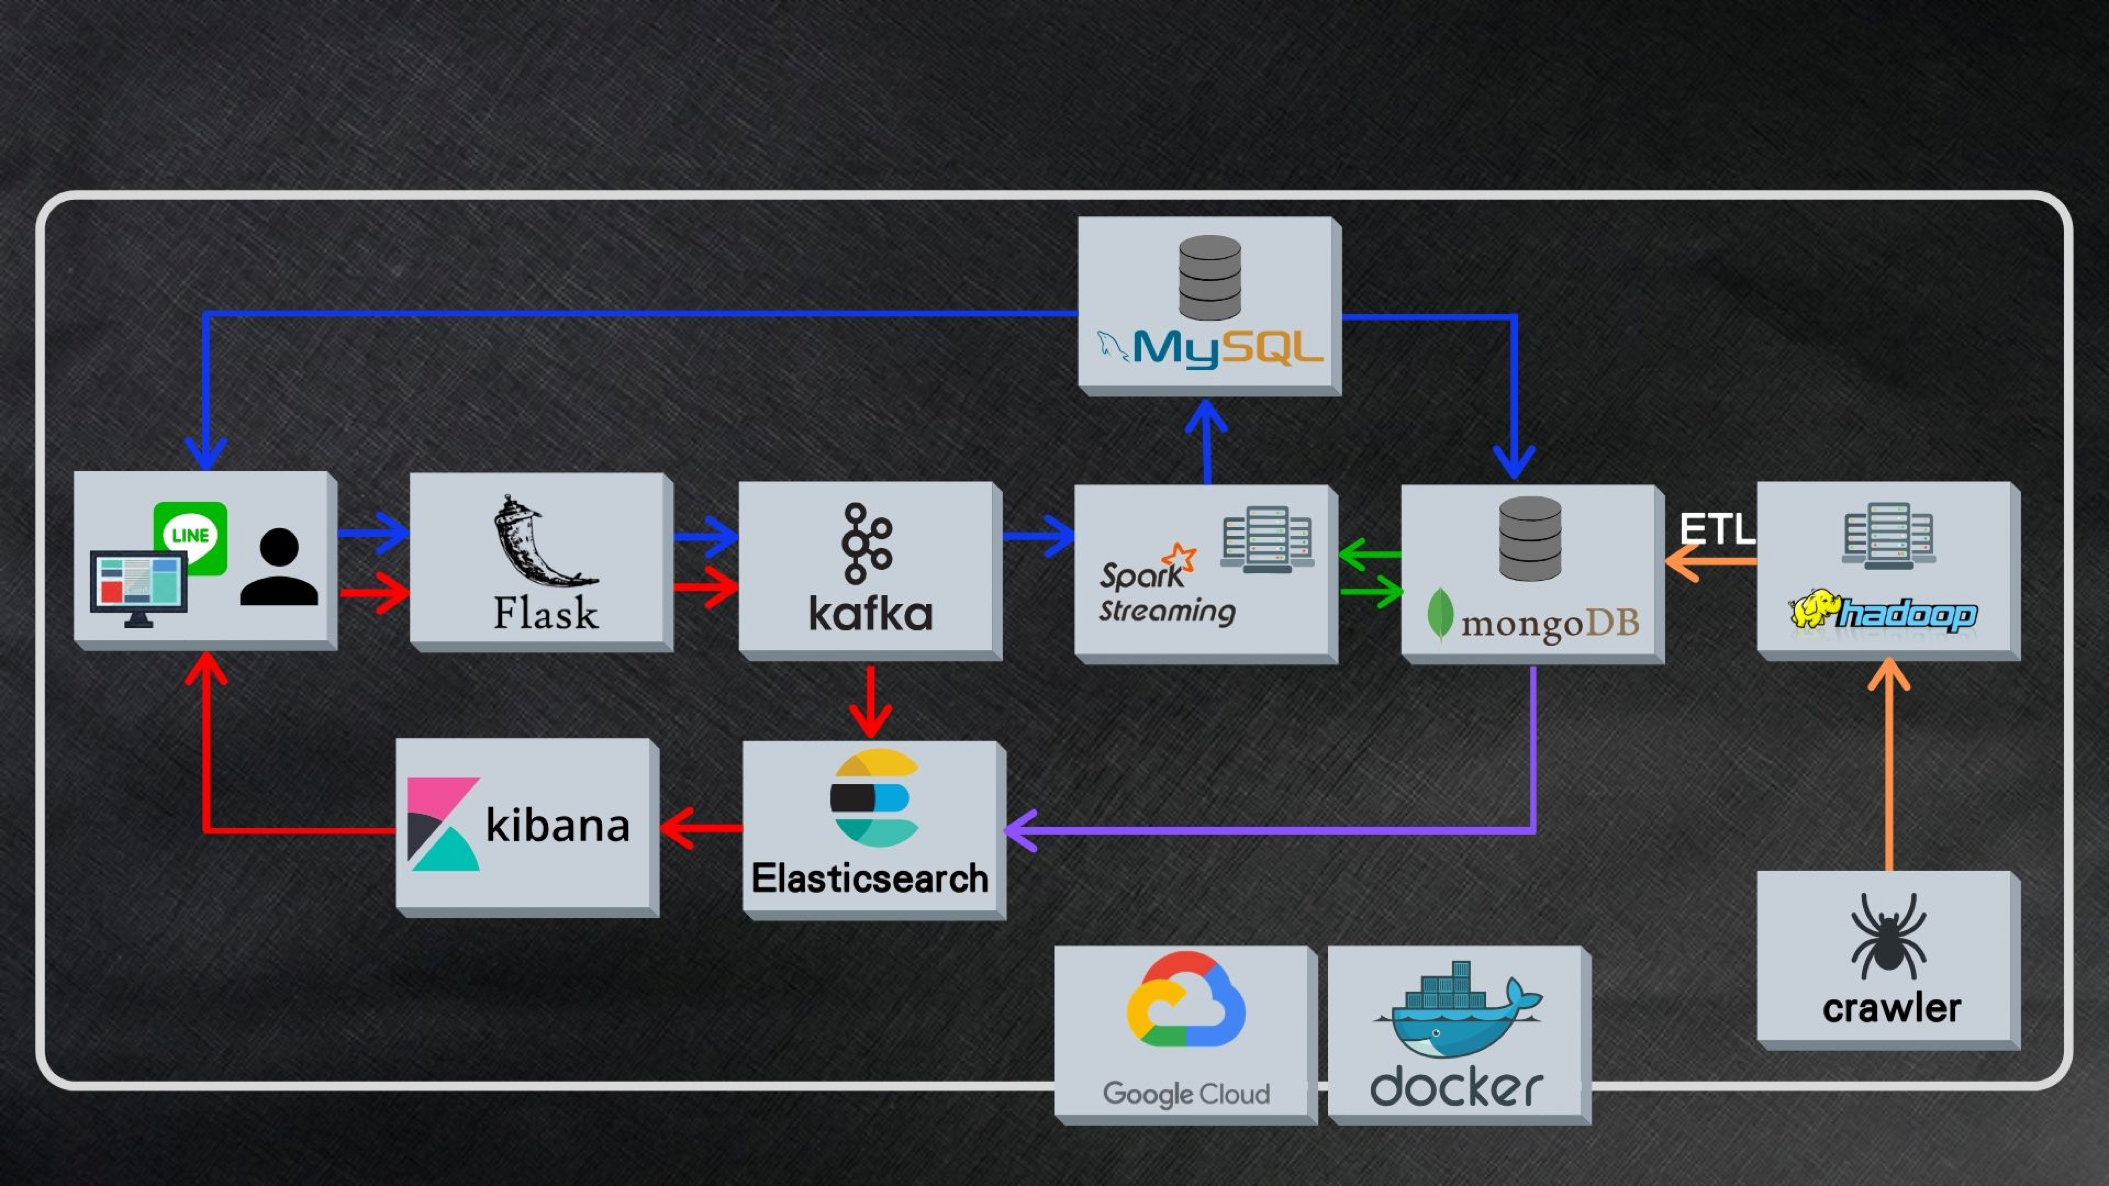 MySQL
LINE
Flask
kafka
Spark
Streaming
mongoDB
ETL
hadoop
kibana
Elasticsearch
crawler
Google Cloud
docker